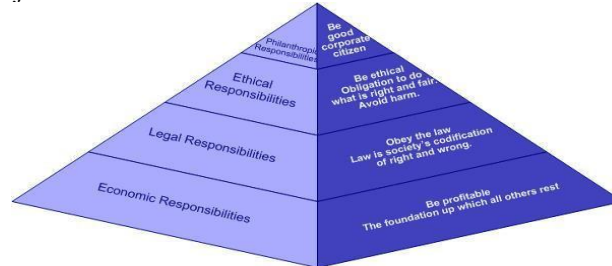 Philanthropic
Responsibilities
Be
good
corporate
citizen
Ethical
Responsibilities
Be ethical
Obligation to do
what is right and fair.
Avoid harm.
Legal Responsibilities
Obey the law
Law is society's codification
of right and wrong.
Economic Responsibilities
Be profitable
The foundation up which all others rest